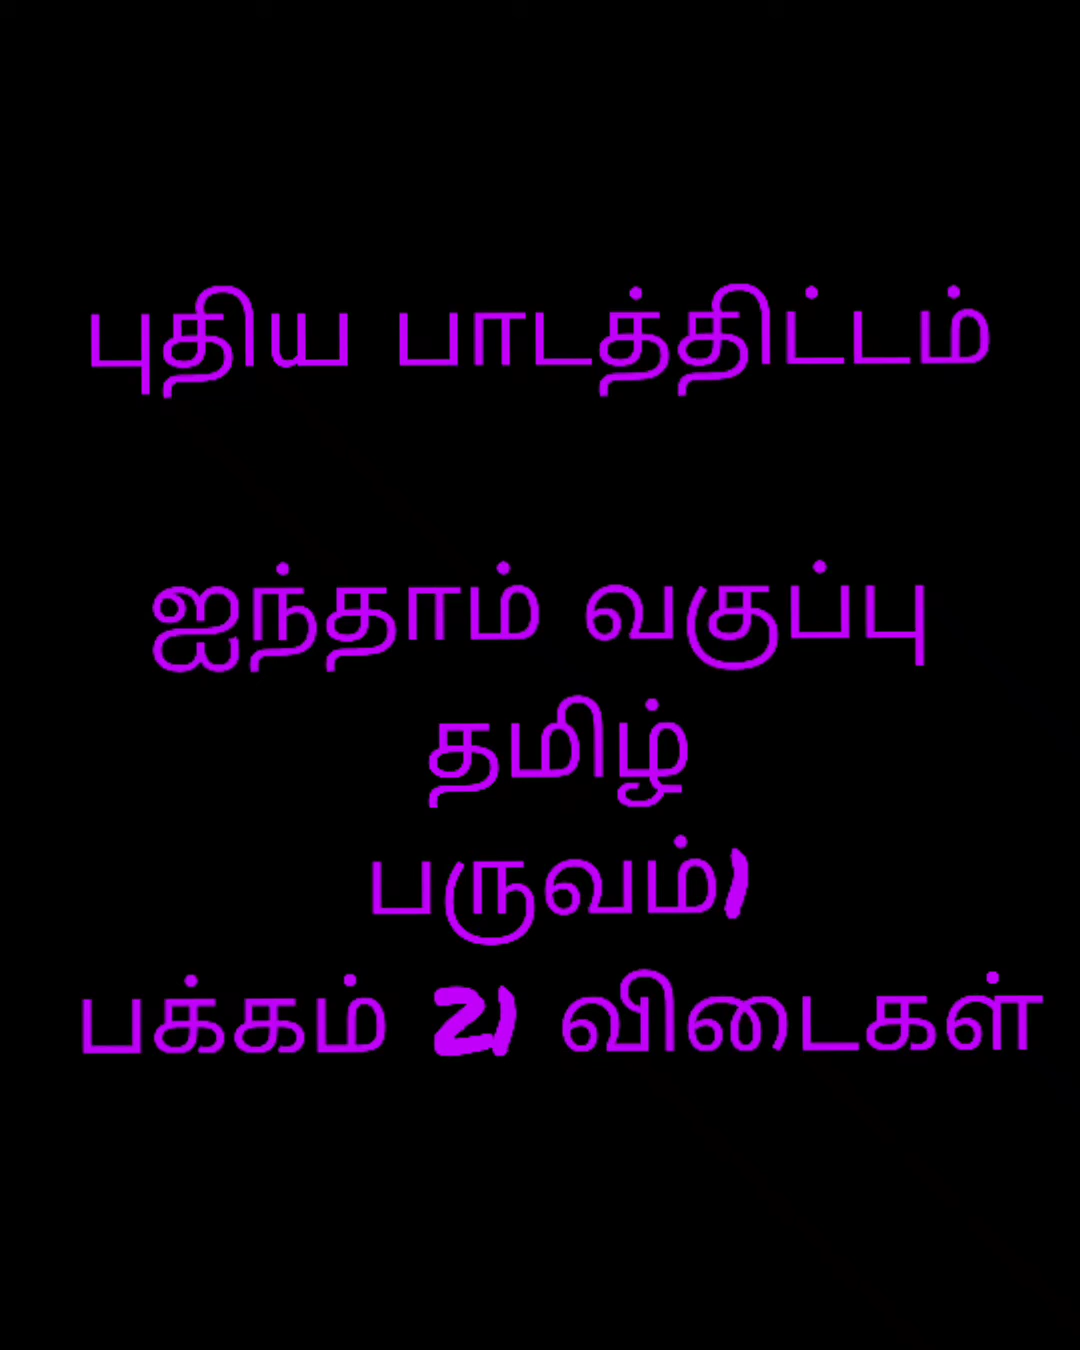 புதிய பாடத்திட்டம்
ஐந்தாம் வகுப்பு
தமிழ்
பருவம்1
பக்கம் 21 விடைகள்